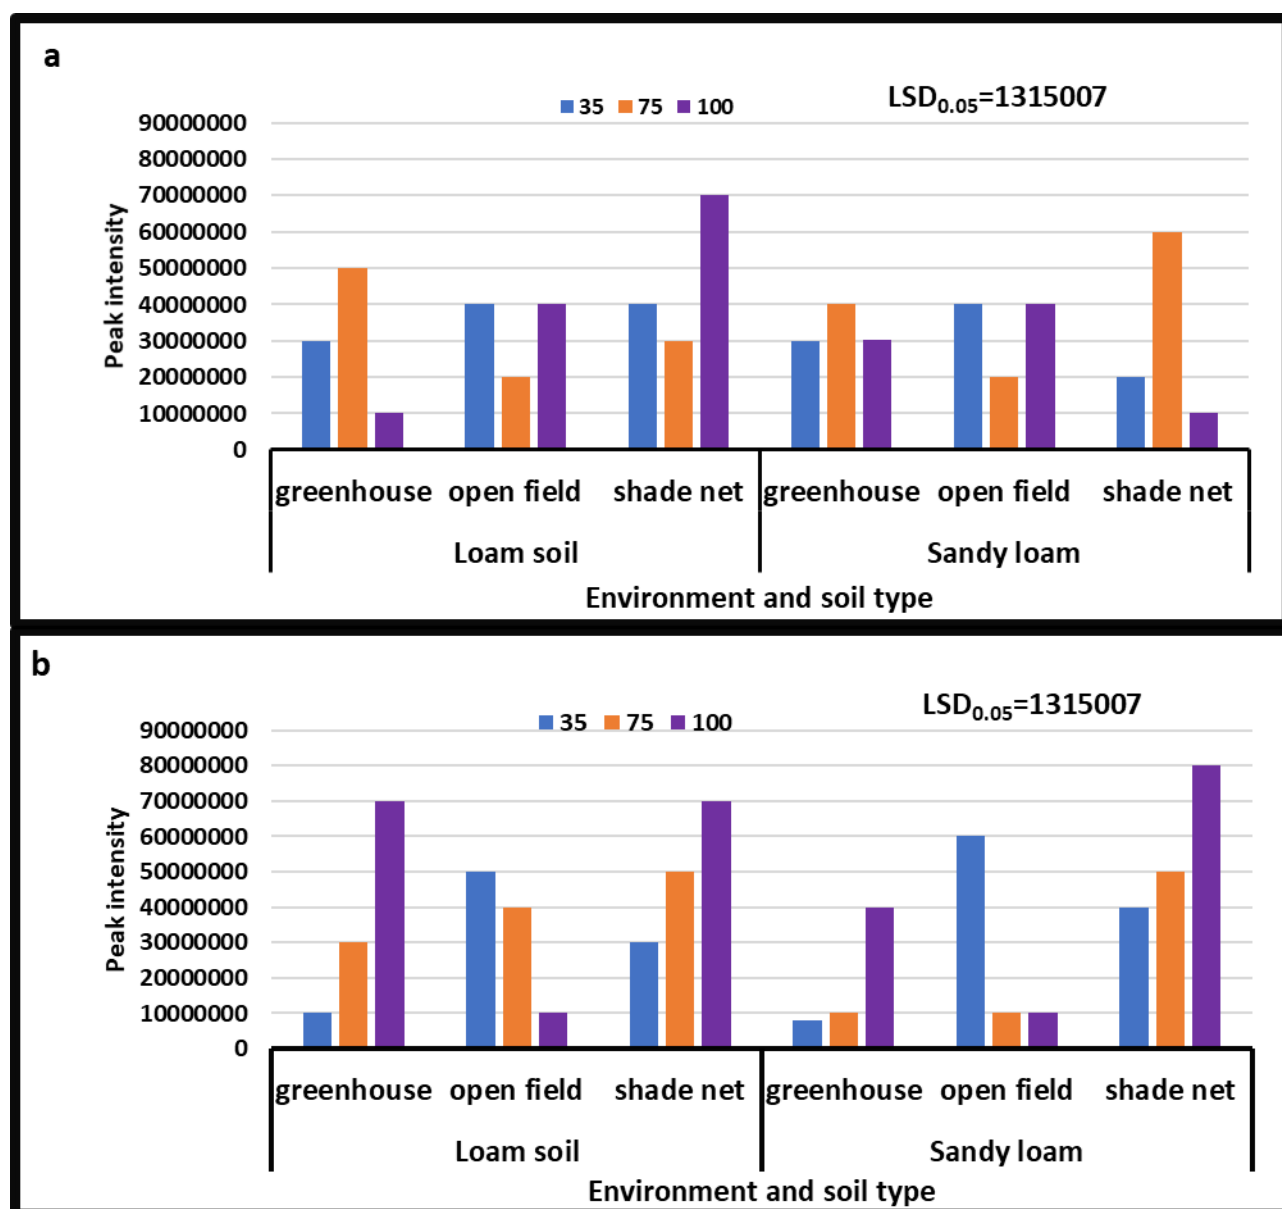 a
35 75 100
LSD0.05=1315007
90000000
80000000
70000000
60000000
50000000
40000000
30000000
20000000
10000000
0
Peak intensity
greenhouse open field shade net greenhouse open field shade net
Loam soil Sandy loam
Environment and soil type
b
35 75 100
LSD0.05=1315007
90000000
80000000
70000000
60000000
50000000
40000000
30000000
20000000
10000000
0
Peak intensity
greenhouse open field shade net greenhouse open field shade net
Loam soil Sandy loam
Environment and soil type